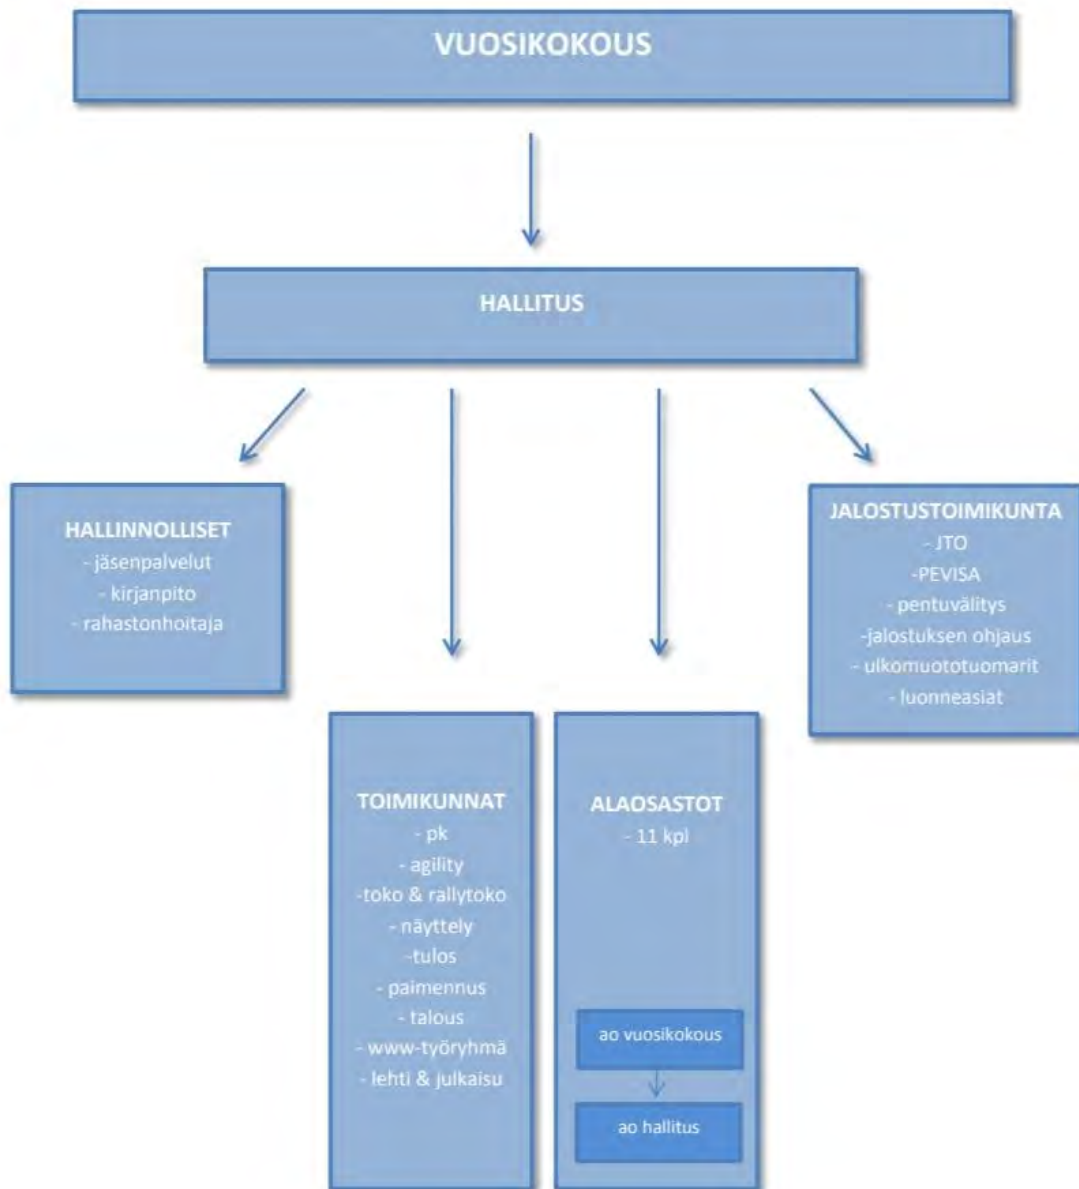 VUOSIKOKOUS
HALLITUS
HALLINNOLLISET
- jäsenpalvelut
- kirjanpito
- rahastonhoitaja
TOIMIKUNNAT
- pk
- agility
-toko & rallytoko
- näyttely
-tulos
- paimennus
- talous
- www-työryhmä
- lehti & julkaisu
ALAOSASTOT
- 11 kpl
ao vuosikokous
ao hallitus
JALOSTUSTOIMIKUNTA
- JTO
-PEVISA
- pentuvälitys
-jalostuksen ohjaus
- ulkomuototuomarit
- luonneasiat